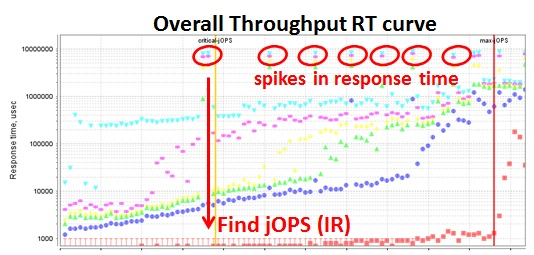 Overall Throughput RT curve
critical-jOPS
max-jOPS
10000000
spikes in response time
1000000
Response time, usec
100000
10000
Find jOPS (IR)
1000